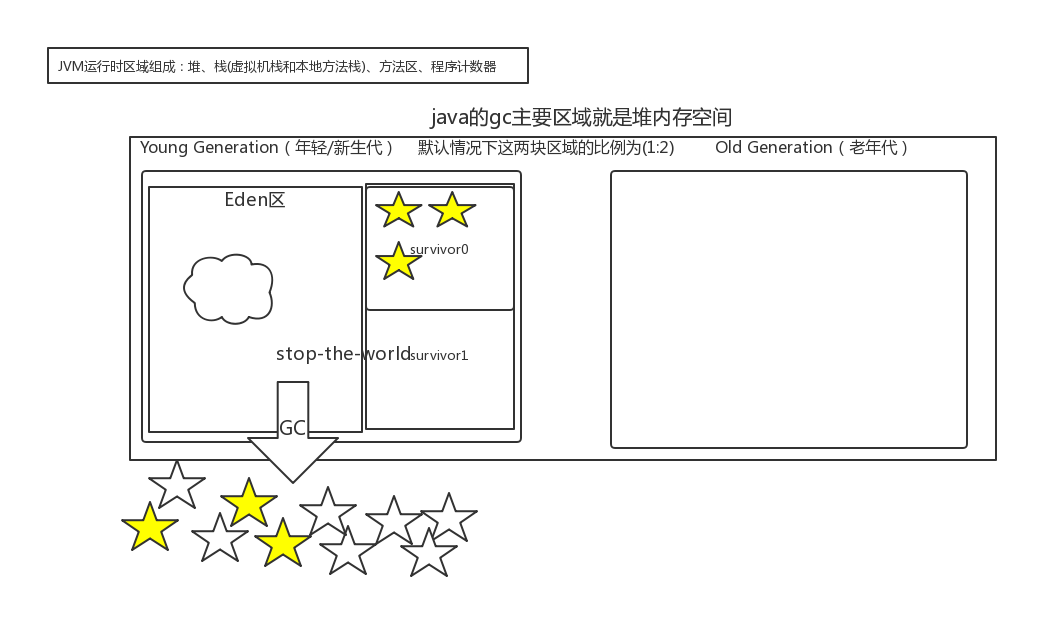 JVM运行时区域组成：堆、栈(虚拟机栈和本地方法栈)、方法区、程序计数器
java的gc主要区域就是堆内存空间
Young Generation（年轻/新生代） 默认情况下这两块区域的比例为(1:2) Old Generation（老年代）
Eden区
survivor0
stop-the-world
survivor1
GC